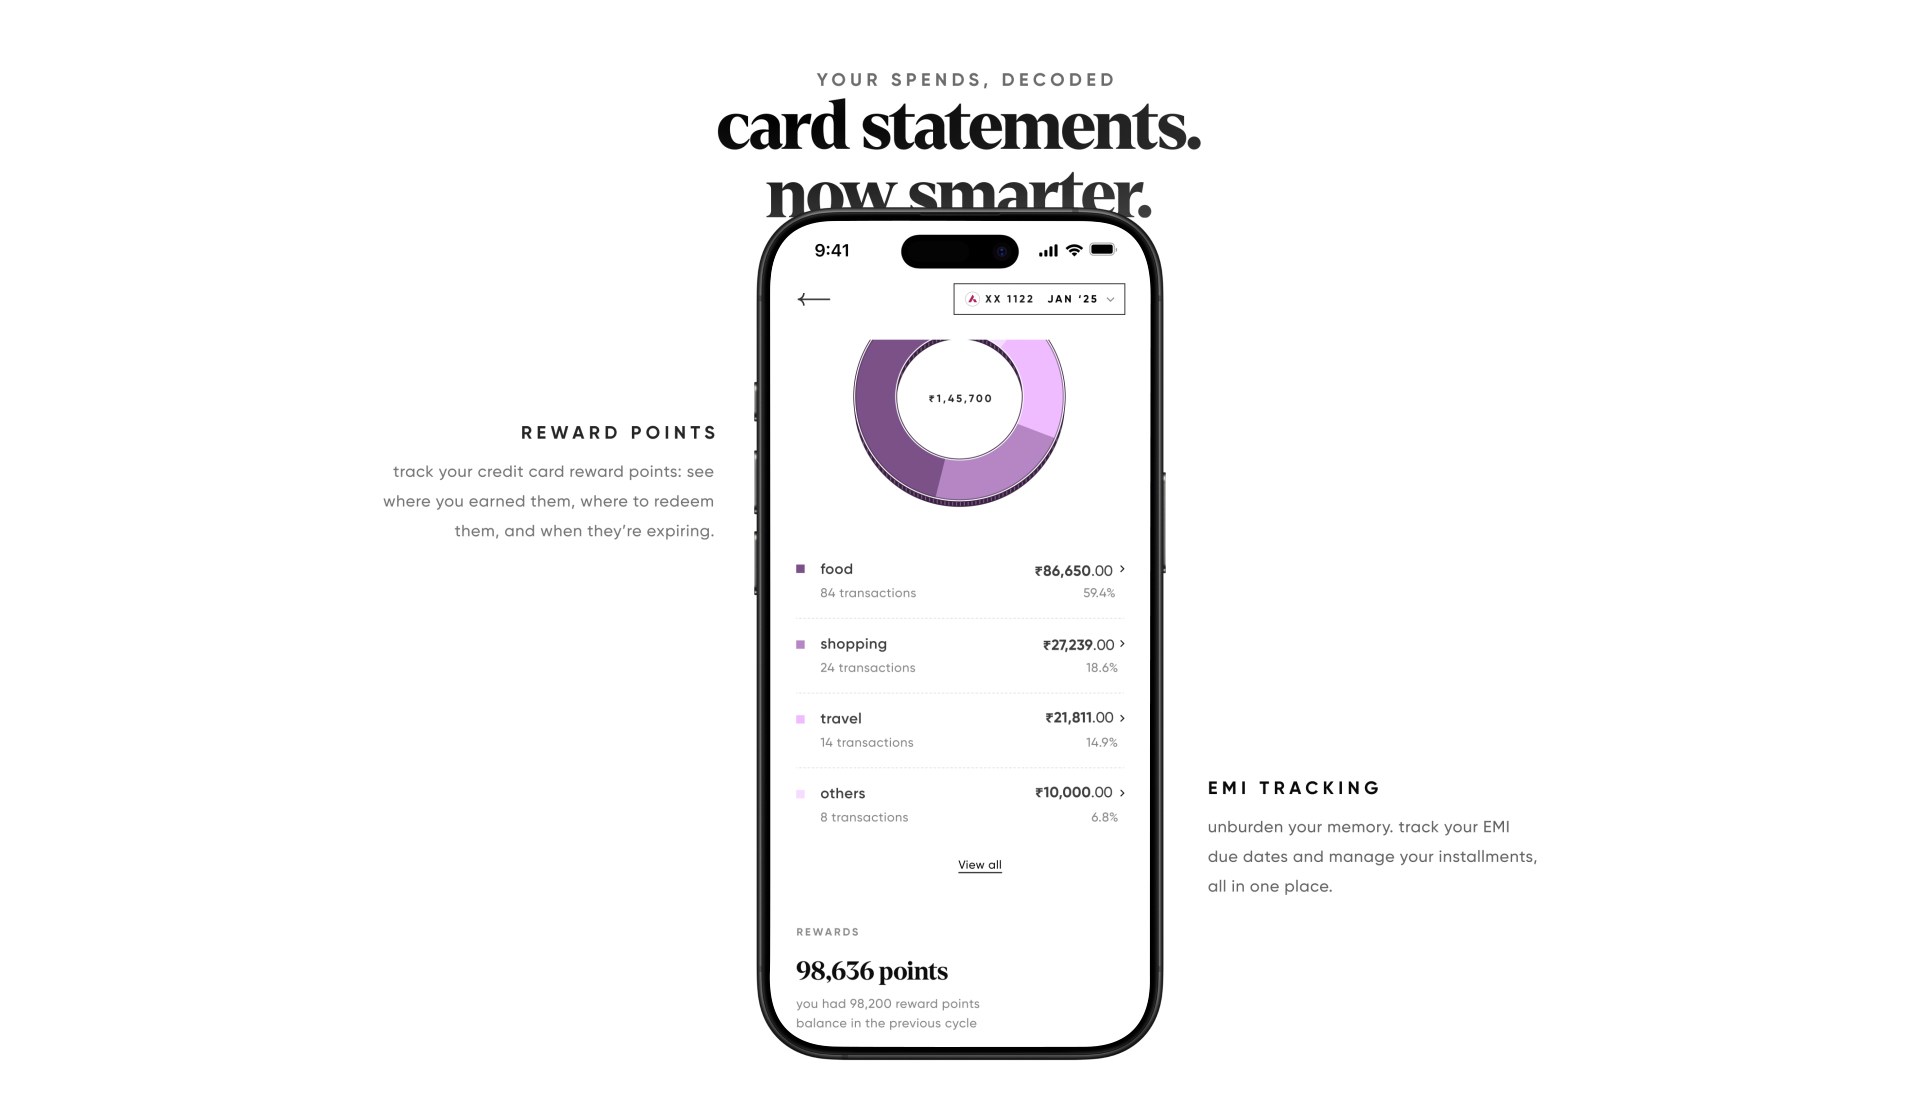 YOUR SPENDS, DECODED
card statements.
now smarter.
9:41
XX 1122 JAN ‘25
₹1,45,700
REWARD POINTS
track your credit card reward points: see
where you earned them, where to redeem
them, and when they’re expiring.
food ₹86,650.00
84 transactions 59.4%
shopping ₹27,239.00
24 transactions 18.6%
travel ₹21,811.00
14 transactions 14.9%
others ₹10,000.00
8 transactions 6.8%
View all
EMI TRACKING
unburden your memory. track your EMI
due dates and manage your installments,
all in one place.
REWARDS
98,636 points
you had 98,200 reward points
balance in the previous cycle